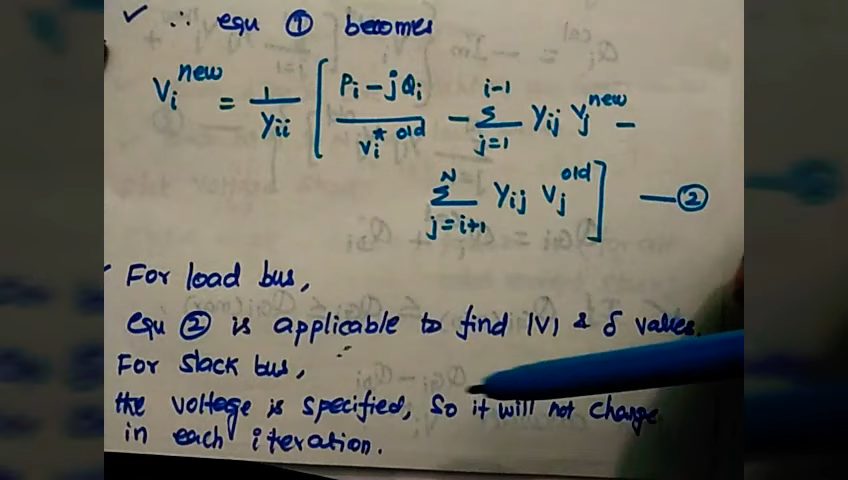 ✓ ∴ equ ① becomes
Vi^new = 1/Yii [ Pi - jQi / Vi*^old - Σ_{j=1}^{i-1} Yij Yj^new -
Σ_{j=i+1}^{N} Yij Vj^old ] — ②
✓ For load bus,
equ ② is applicable to find |V| & δ values.
For slack bus,
the voltage is specified, so it will not change
in each iteration.